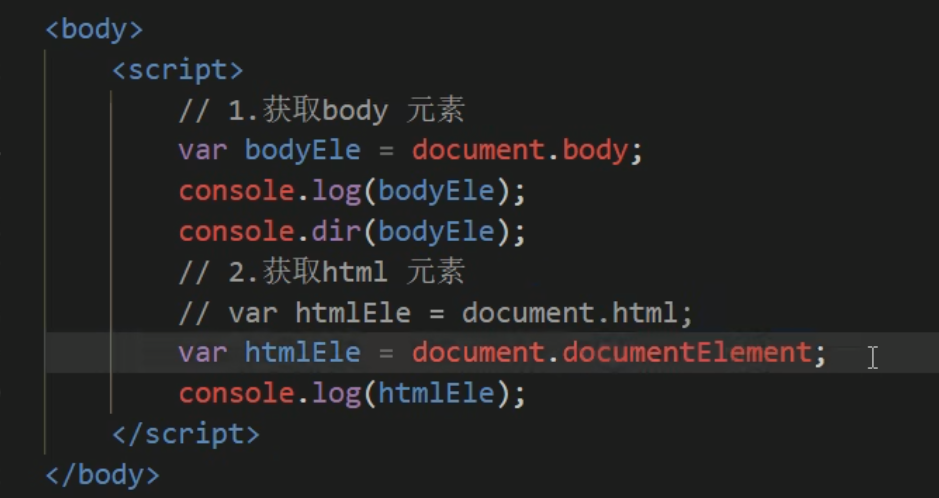 <body>
<script>
// 1.获取body 元素
var bodyEle = document.body;
console.log(bodyEle);
console.dir(bodyEle);
// 2.获取html 元素
// var htmlEle = document.html;
var htmlEle = document.documentElement;
console.log(htmlEle);
</script>
</body>